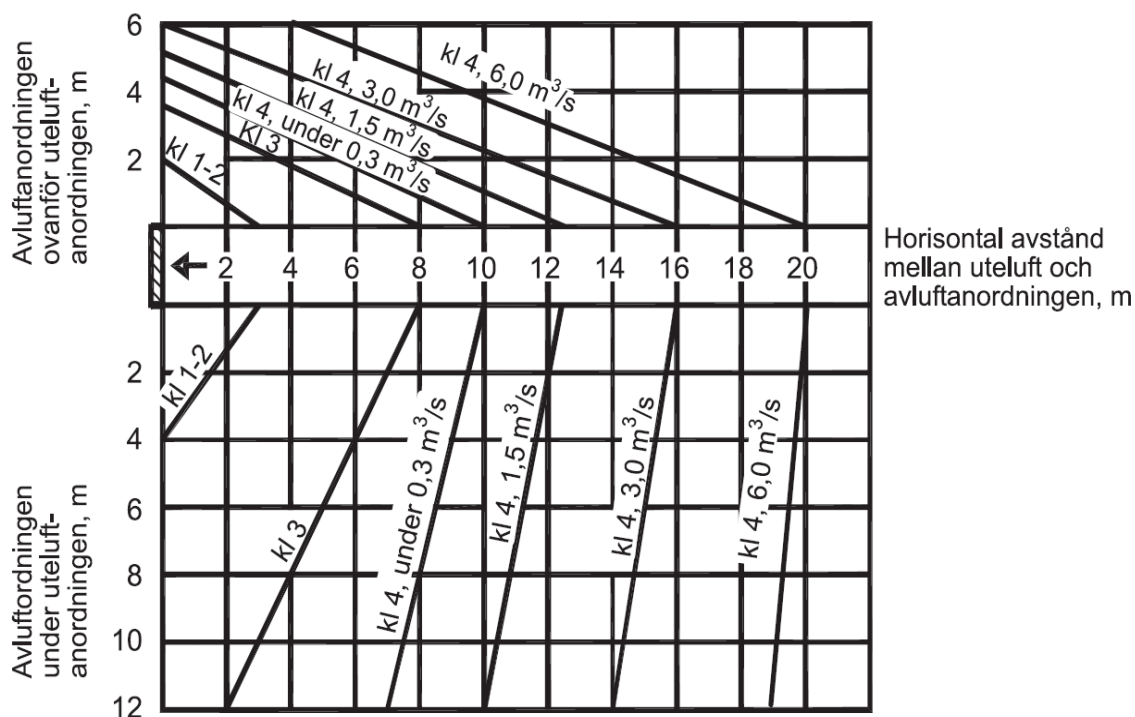 Avluftanordningen
ovanför uteluft-
anordningen, m
6
4
2
kl 4, 6,0 m³/s
kl 4, 3,0 m³/s
kl 4, 1,5 m³/s
kl 4, under 0,3 m³/s
Kl 3
kl 1-2
2 4 6 8 10 12 14 16 18 20
Horisontal avstånd
mellan uteluft och
avluftanordningen, m
Avluftordningen
under uteluft-
anordningen, m
2
4
6
8
10
12
kl 1-2
kl 3
kl 4, under 0,3 m³/s
kl 4, 1,5 m³/s
kl 4, 3,0 m³/s
kl 4, 6,0 m³/s